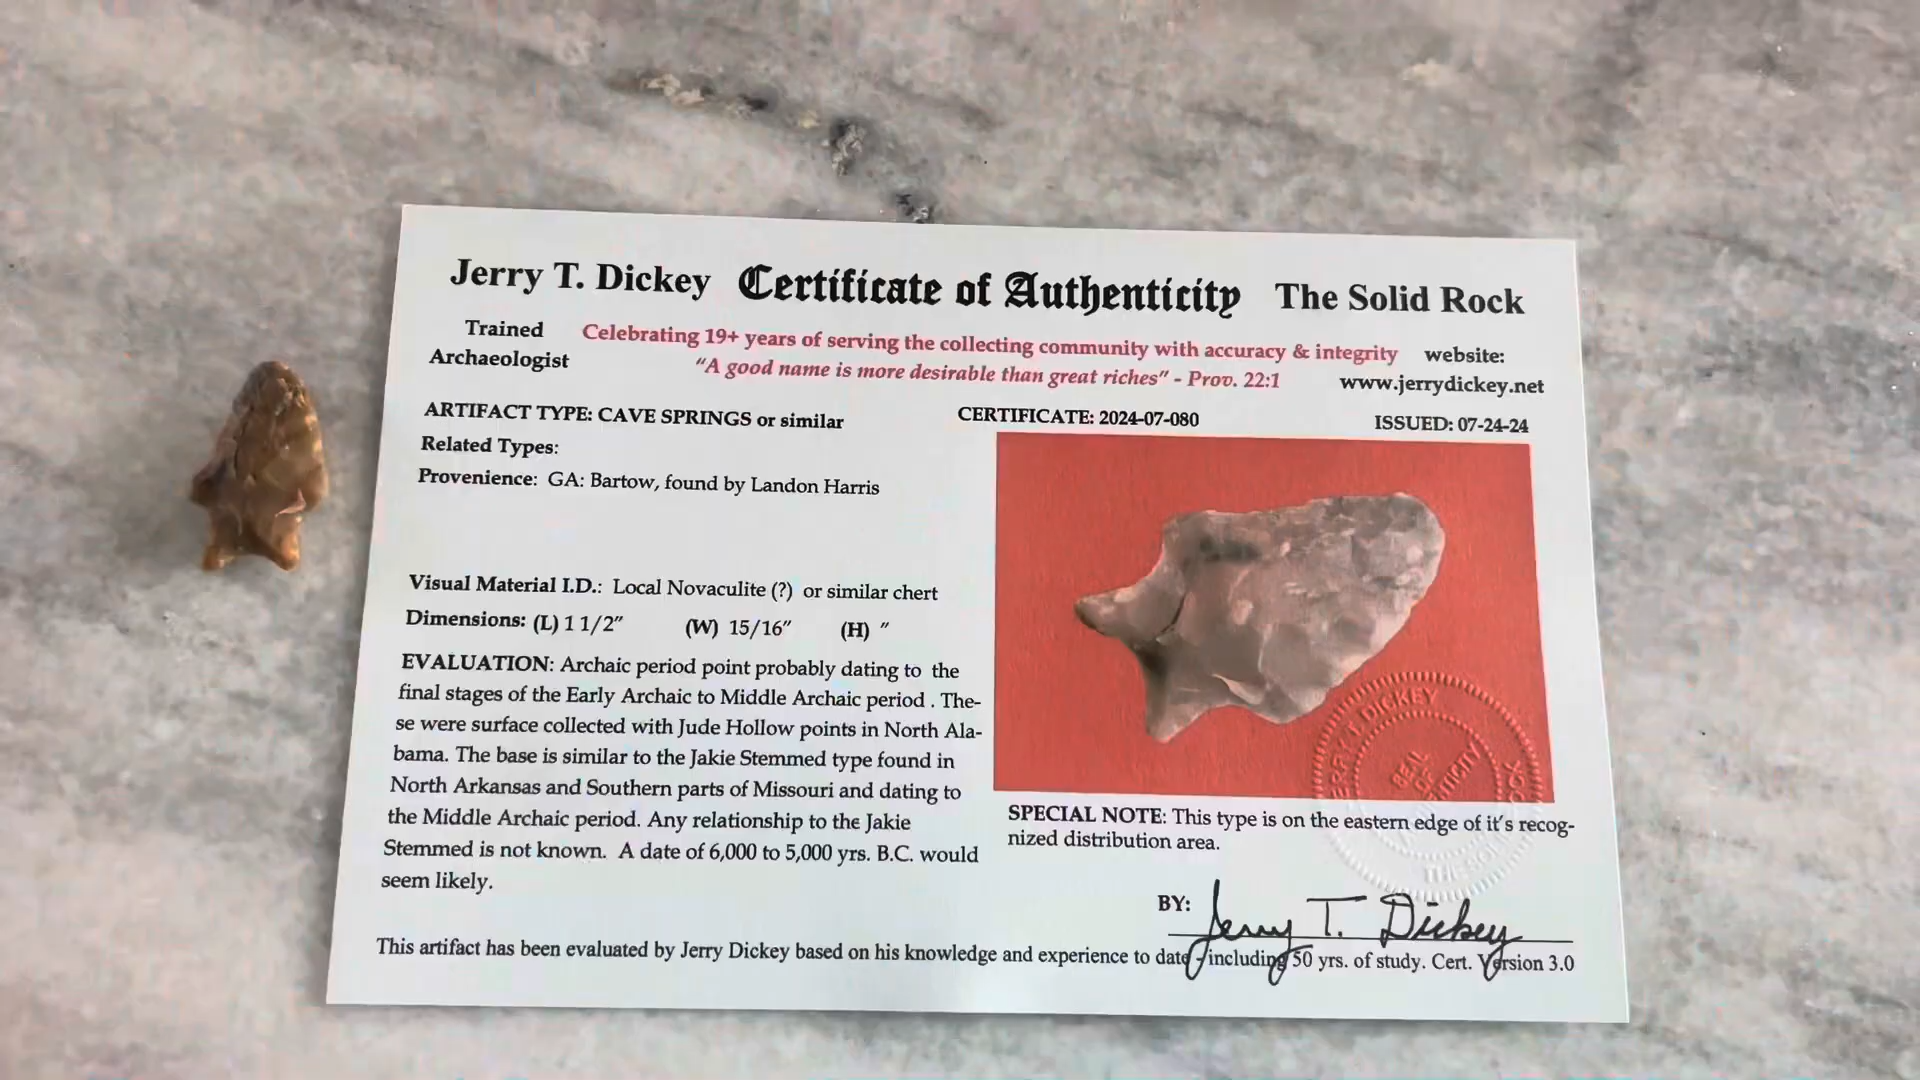 Jerry T. Dickey Certificate of Authenticity The Solid Rock
Trained
Archaeologist
Celebrating 19+ years of serving the collecting community with accuracy & integrity
"A good name is more desirable than great riches" - Prov. 22:1
website:
www.jerrydickey.net
ARTIFACT TYPE: CAVE SPRINGS or similar
CERTIFICATE: 2024-07-080
ISSUED: 07-24-24
Related Types:
Provenience: GA: Bartow, found by Landon Harris
Visual Material I.D.: Local Novaculite (?) or similar chert
Dimensions: (L) 1 1/2" (W) 15/16" (H) "
EVALUATION: Archaic period point probably dating to the
final stages of the Early Archaic to Middle Archaic period . The-
se were surface collected with Jude Hollow points in North Ala-
bama. The base is similar to the Jakie Stemmed type found in
North Arkansas and Southern parts of Missouri and dating to
the Middle Archaic period. Any relationship to the Jakie
Stemmed is not known. A date of 6,000 to 5,000 yrs. B.C. would
seem likely.
SPECIAL NOTE: This type is on the eastern edge of it's recog-
nized distribution area.
JERRY T. DICKEY
SEAL
OF
THE SOLID ROCK
BY: Jerry T. Dickey
This artifact has been evaluated by Jerry Dickey based on his knowledge and experience to date - including 50 yrs. of study. Cert. Version 3.0